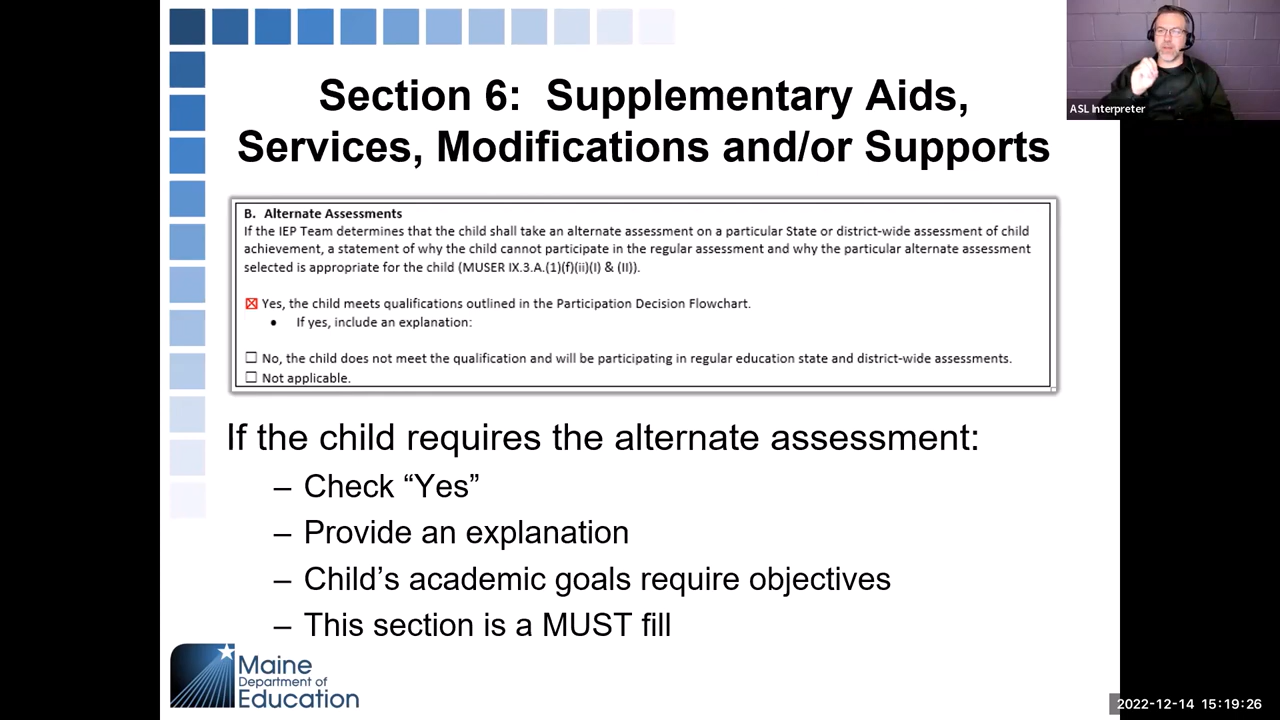 Section 6:  Supplementary Aids,
Services, Modifications and/or Supports
ASL Interpreter
B. Alternate Assessments
If the IEP Team determines that the child shall take an alternate assessment on a particular State or district-wide assessment of child
achievement, a statement of why the child cannot participate in the regular assessment and why the particular alternate assessment
selected is appropriate for the child (MUSER IX.3.A.(1)(f)(ii)(I) & (II)).
☒ Yes, the child meets qualifications outlined in the Participation Decision Flowchart.
• If yes, include an explanation:
☐ No, the child does not meet the qualification and will be participating in regular education state and district-wide assessments.
☐ Not applicable.
If the child requires the alternate assessment:
– Check “Yes”
– Provide an explanation
– Child’s academic goals require objectives
– This section is a MUST fill
Maine
Department of
Education
2022-12-14 15:19:26